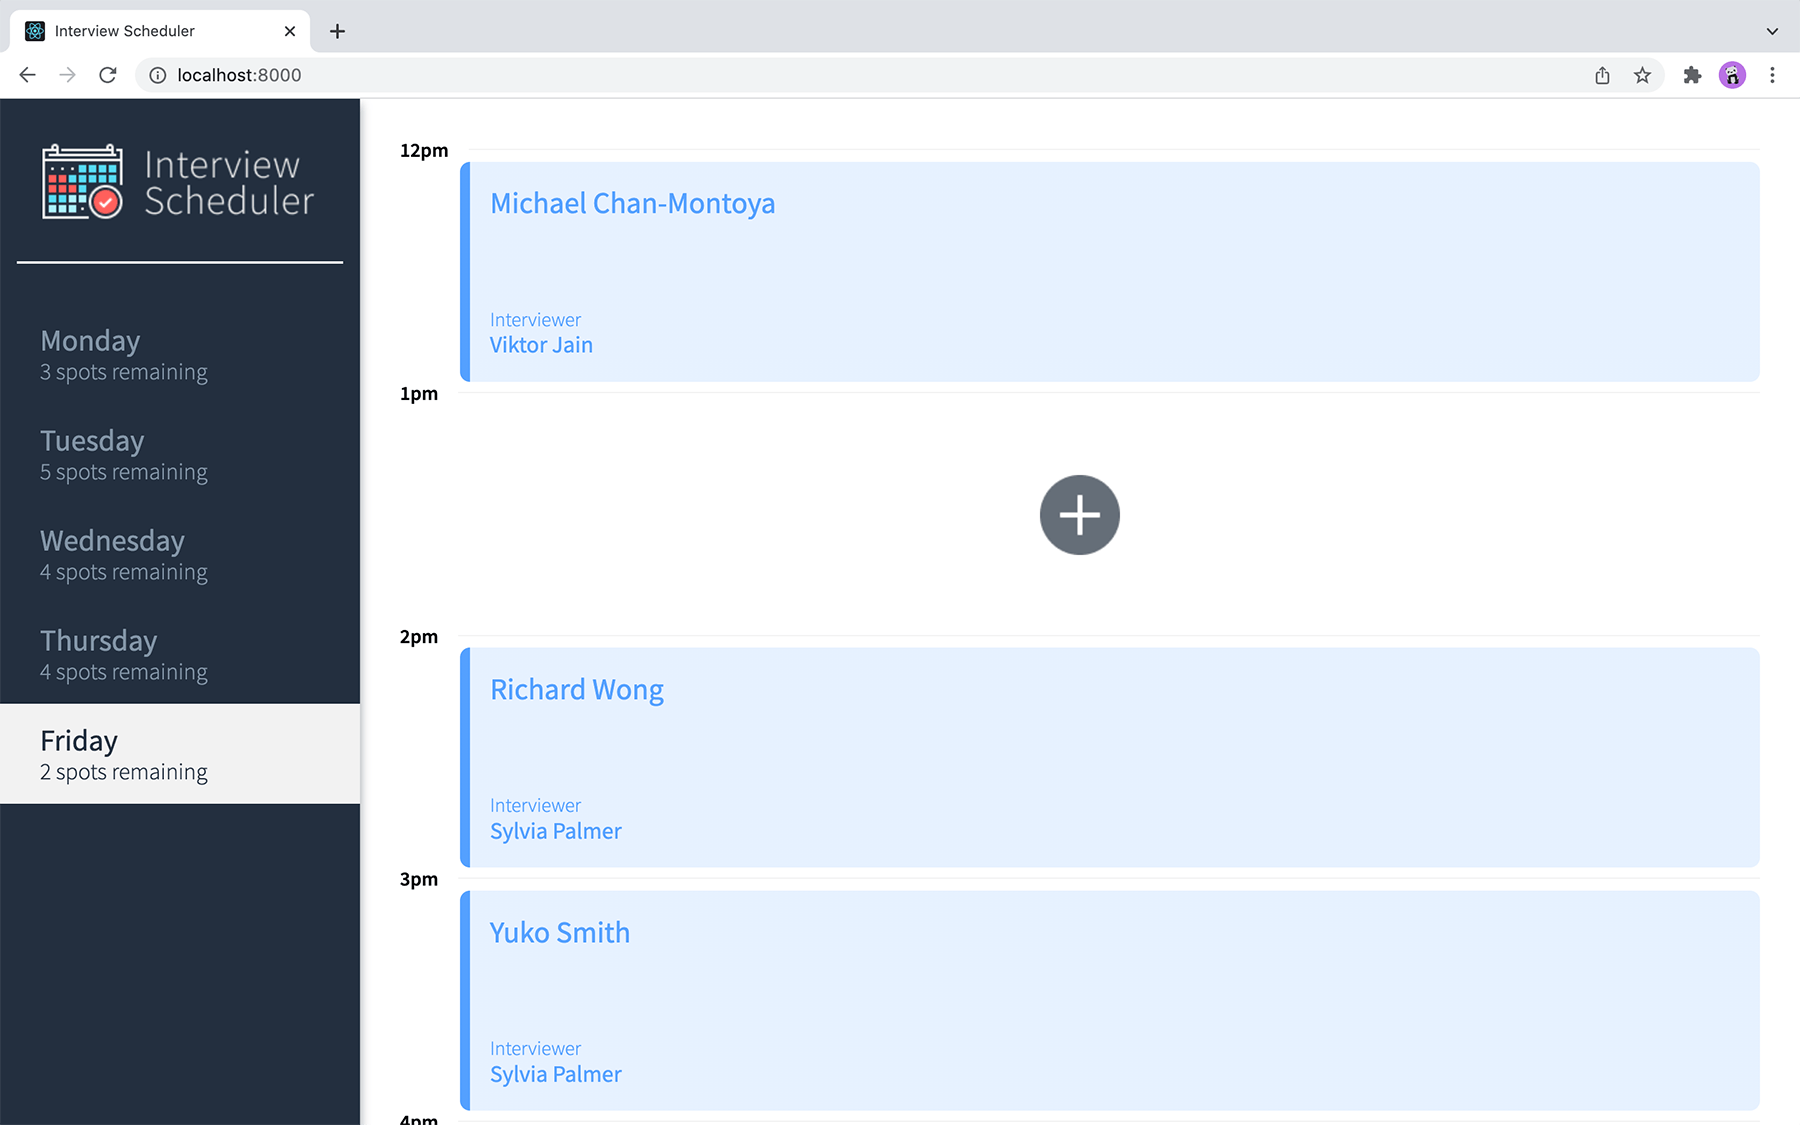 Interview Scheduler
localhost:8000
Interview
Scheduler
Monday
3 spots remaining
Tuesday
5 spots remaining
Wednesday
4 spots remaining
Thursday
4 spots remaining
Friday
2 spots remaining
12pm
Michael Chan-Montoya
Interviewer
Viktor Jain
1pm
2pm
Richard Wong
Interviewer
Sylvia Palmer
3pm
Yuko Smith
Interviewer
Sylvia Palmer
4pm